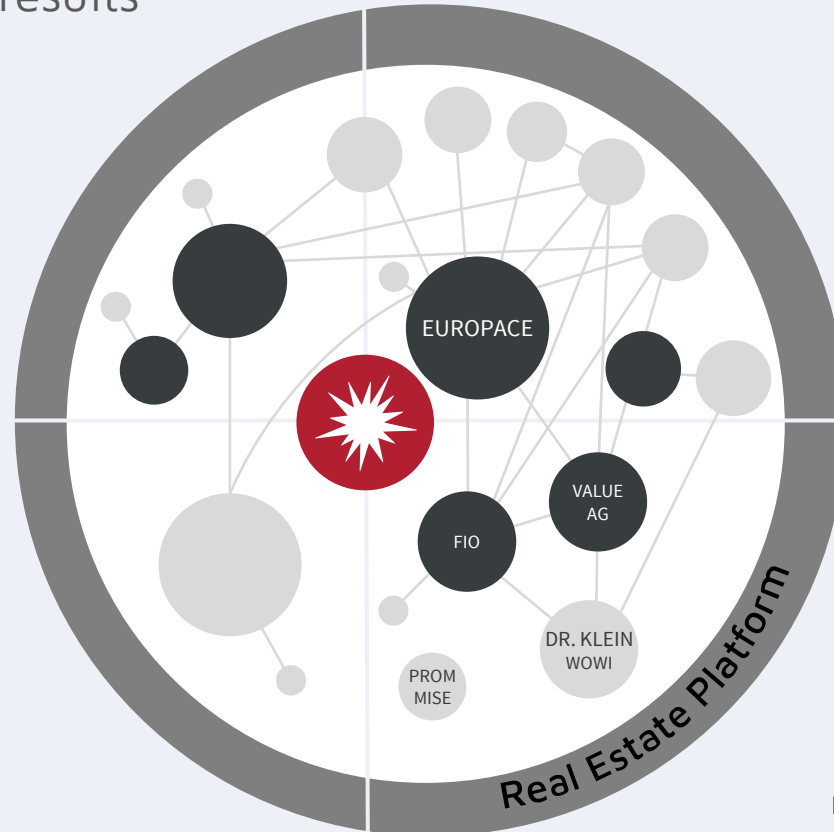 results
EUROPACE
VALUE
AG
FIO
DR. KLEIN
WOWI
PROM
MISE
Real Estate Platform